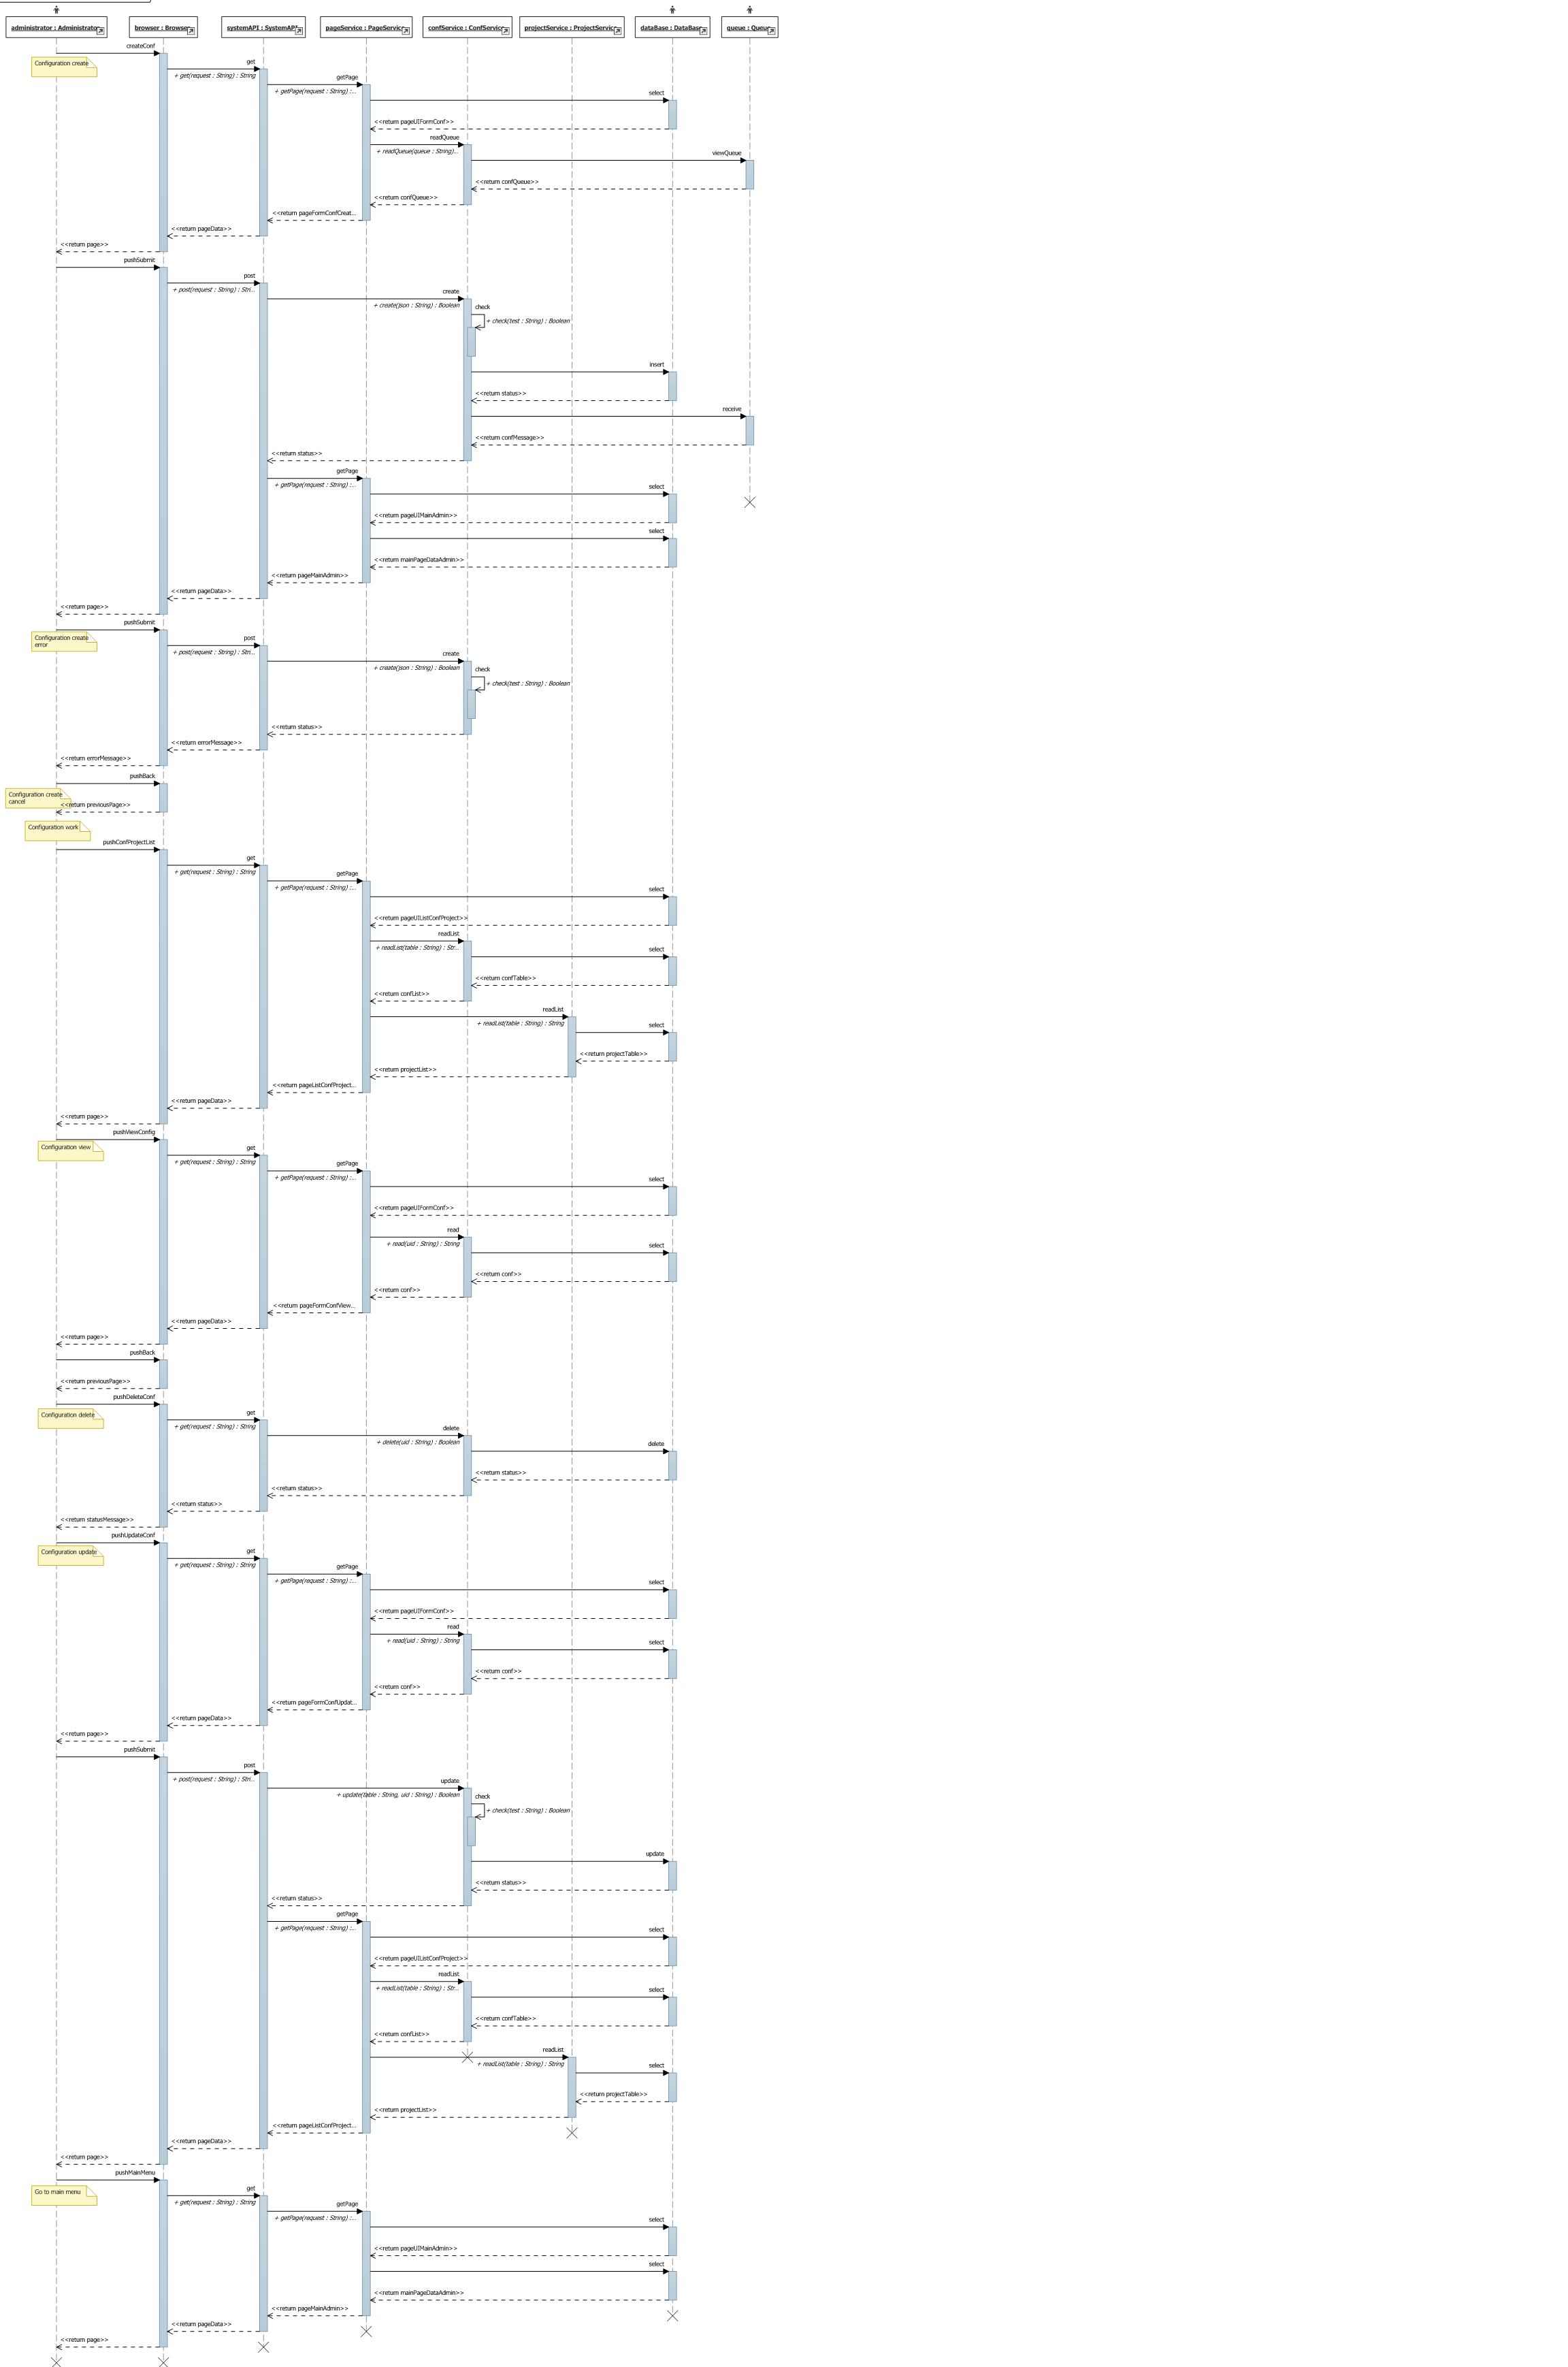 administrator : Administrator
browser : Browser
systemAPI : SystemAPI
pageService : PageService
confService : ConfService
projectService : ProjectService
dataBase : DataBase
queue : Queue
createConf
Configuration create
get
+ get(request : String) : String
getPage
+ getPage(request : String) :...
select
<<return pageUIFormConf>>
readQueue
+ readQueue(queue : String)...
viewQueue
<<return confQueue>>
<<return confQueue>>
<<return pageFormConfCreat...
<<return pageData>>
<<return page>>
pushSubmit
post
+ post(request : String) : Stri...
create
+ create(json : String) : Boolean
check
+ check(test : String) : Boolean
insert
<<return status>>
receive
<<return confMessage>>
<<return status>>
getPage
+ getPage(request : String) :...
select
<<return pageUIMainAdmin>>
select
<<return mainPageDataAdmin>>
<<return pageMainAdmin>>
<<return pageData>>
<<return page>>
pushSubmit
Configuration create
error
post
+ post(request : String) : Stri...
create
+ create(json : String) : Boolean
check
+ check(test : String) : Boolean
<<return status>>
<<return errorMessage>>
<<return errorMessage>>
pushBack
Configuration create
cancel
<<return previousPage>>
Configuration work
pushConfProjectList
get
+ get(request : String) : String
getPage
+ getPage(request : String) :...
select
<<return pageUIListConfProject>>
readList
+ readList(table : String) : Str...
select
<<return confTable>>
<<return confList>>
readList
+ readList(table : String) : String
select
<<return projectTable>>
<<return projectList>>
<<return pageListConfProject...
<<return pageData>>
<<return page>>
pushViewConfig
Configuration view
get
+ get(request : String) : String
getPage
+ getPage(request : String) :...
select
<<return pageUIFormConf>>
read
+ read(uid : String) : String
select
<<return conf>>
<<return conf>>
<<return pageFormConfView...
<<return pageData>>
<<return page>>
pushBack
<<return previousPage>>
pushDeleteConf
Configuration delete
get
+ get(request : String) : String
delete
+ delete(uid : String) : Boolean
delete
<<return status>>
<<return status>>
<<return status>>
<<return statusMessage>>
pushUpdateConf
Configuration update
get
+ get(request : String) : String
getPage
+ getPage(request : String) :...
select
<<return pageUIFormConf>>
read
+ read(uid : String) : String
select
<<return conf>>
<<return conf>>
<<return pageFormConfUpdat...
<<return pageData>>
<<return page>>
pushSubmit
post
+ post(request : String) : Stri...
update
+ update(table : String, uid : String) : Boolean
check
+ check(test : String) : Boolean
update
<<return status>>
<<return status>>
getPage
+ getPage(request : String) :...
select
<<return pageUIListConfProject>>
readList
+ readList(table : String) : Str...
select
<<return confTable>>
<<return confList>>
readList
+ readList(table : String) : String
select
<<return projectTable>>
<<return projectList>>
<<return pageListConfProject...
<<return pageData>>
<<return page>>
pushMainMenu
Go to main menu
get
+ get(request : String) : String
getPage
+ getPage(request : String) :...
select
<<return pageUIMainAdmin>>
select
<<return mainPageDataAdmin>>
<<return pageMainAdmin>>
<<return pageData>>
<<return page>>